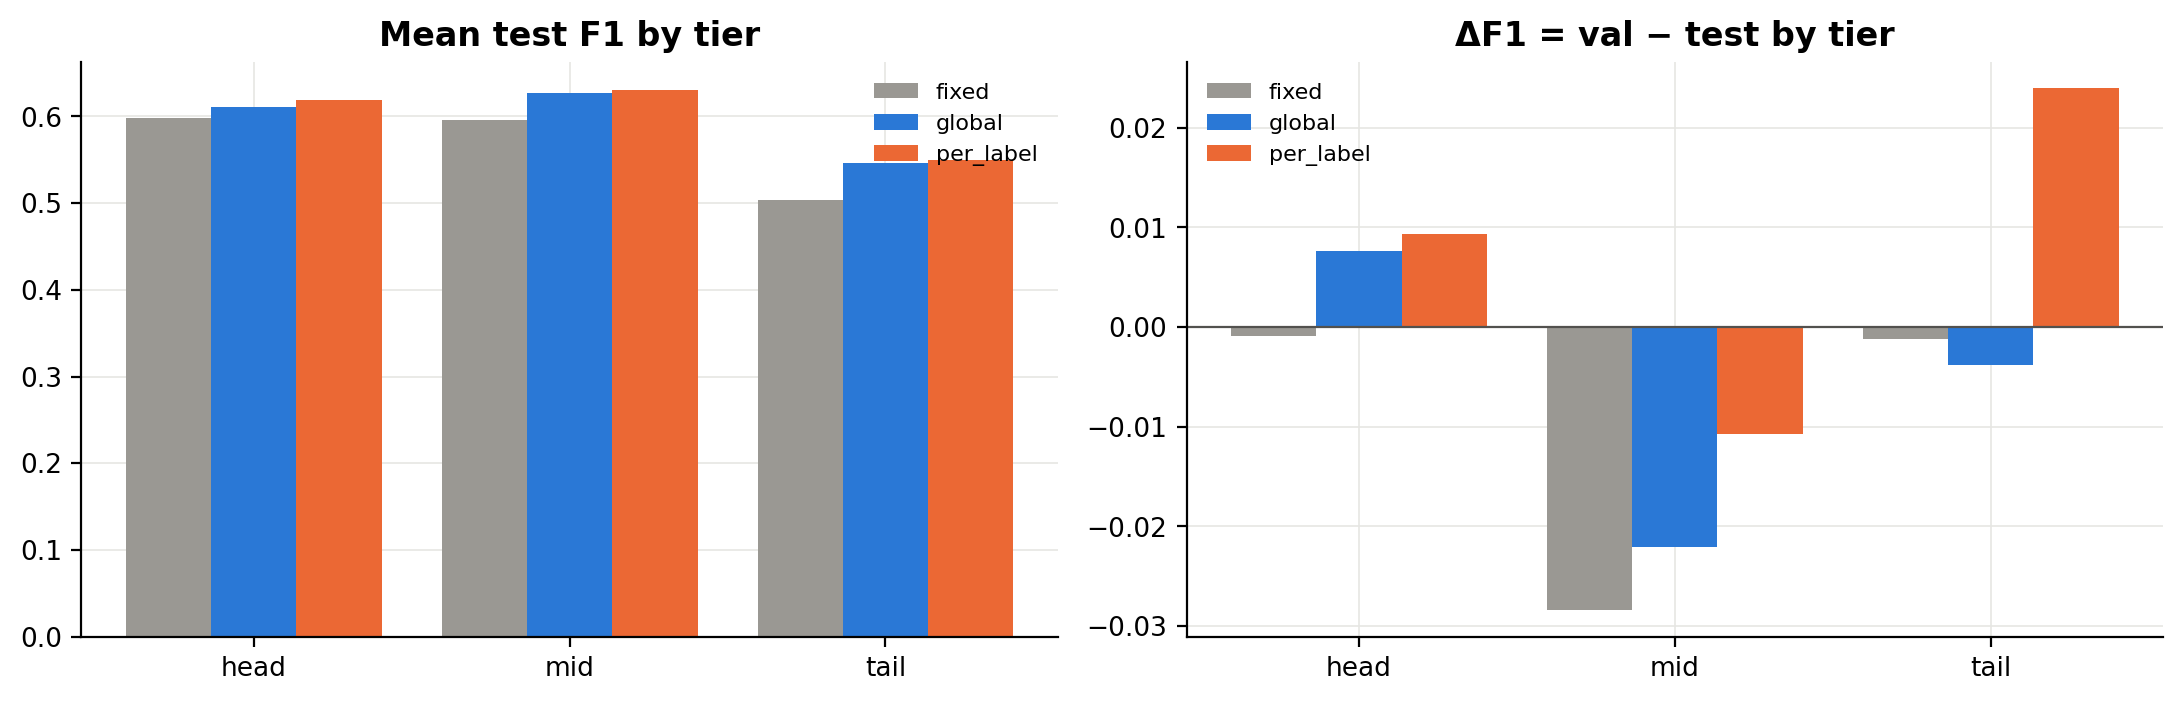 Mean test F1 by tier
0.6
0.5
0.4
0.3
0.2
0.1
0.0
fixed
global
per_label
head
mid
tail
ΔF1 = val − test by tier
0.02
0.01
0.00
−0.01
−0.02
−0.03
fixed
global
per_label
head
mid
tail